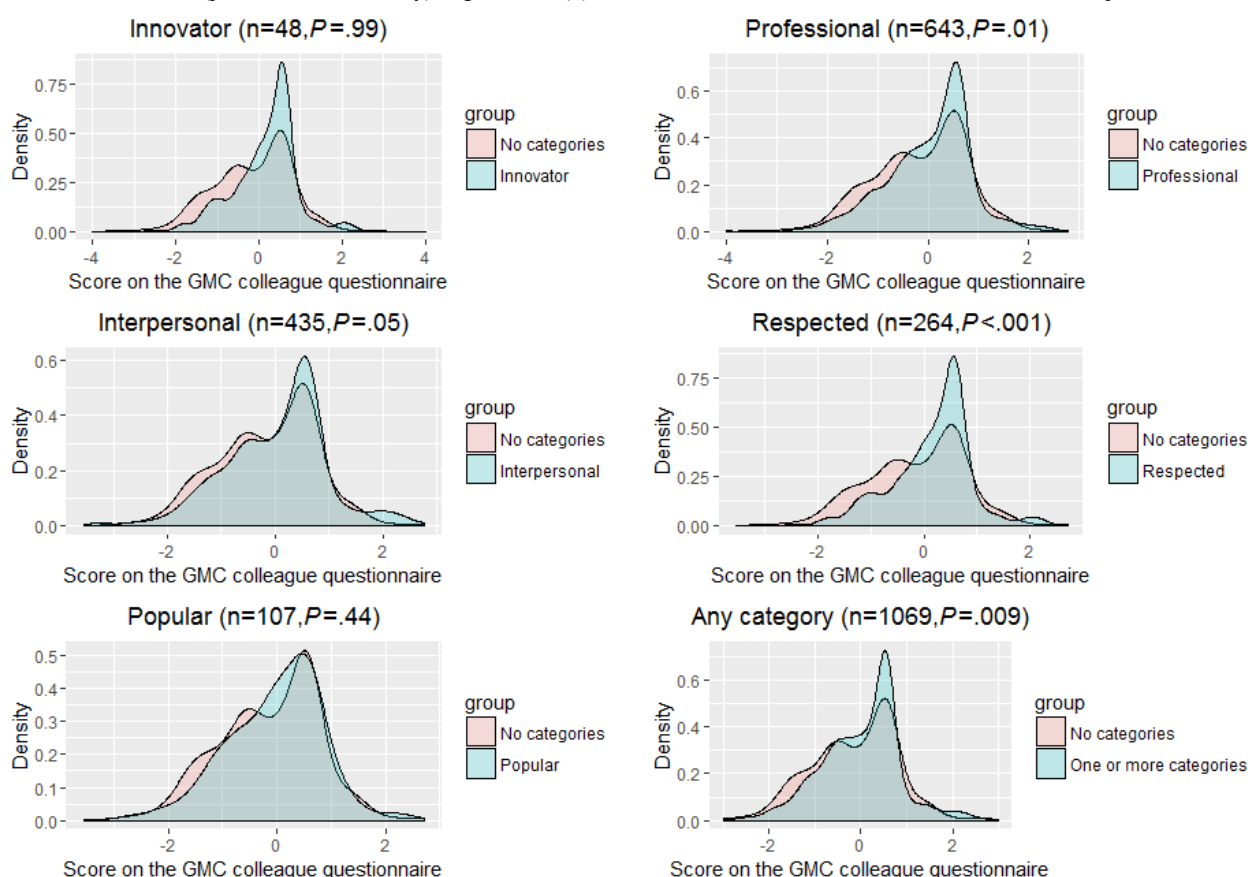 Innovator (n=48,P=.99)
0.75
0.50
0.25
0.00
Density
-4 -2 0 2 4
Score on the GMC colleague questionnaire
group
No categories
Innovator
Professional (n=643,P=.01)
0.6
0.4
0.2
0.0
Density
-4 -2 0 2
Score on the GMC colleague questionnaire
group
No categories
Professional
Interpersonal (n=435,P=.05)
0.6
0.4
0.2
0.0
Density
-2 0 2
Score on the GMC colleague questionnaire
group
No categories
Interpersonal
Respected (n=264,P<.001)
0.75
0.50
0.25
0.00
Density
-2 0 2
Score on the GMC colleague questionnaire
group
No categories
Respected
Popular (n=107,P=.44)
0.5
0.4
0.3
0.2
0.1
0.0
Density
-2 0 2
Score on the GMC colleague questionnaire
group
No categories
Popular
Any category (n=1069,P=.009)
0.6
0.4
0.2
0.0
Density
-2 0 2
Score on the GMC colleague questionnaire
group
No categories
One or more categories